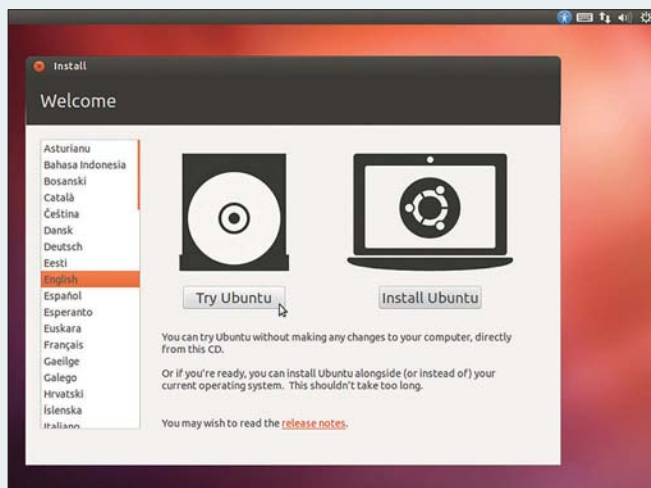 Install
Welcome
Asturianu
Bahasa Indonesia
Bosanski
Català
Čeština
Dansk
Deutsch
Eesti
English
Español
Esperanto
Euskara
Français
Gaeilge
Galego
Hrvatski
Íslenska
Italiano
Try Ubuntu
Install Ubuntu
You can try Ubuntu without making any changes to your computer, directly
from this CD.
Or if you're ready, you can install Ubuntu alongside (or instead of) your
current operating system. This shouldn't take too long.
You may wish to read the release notes.